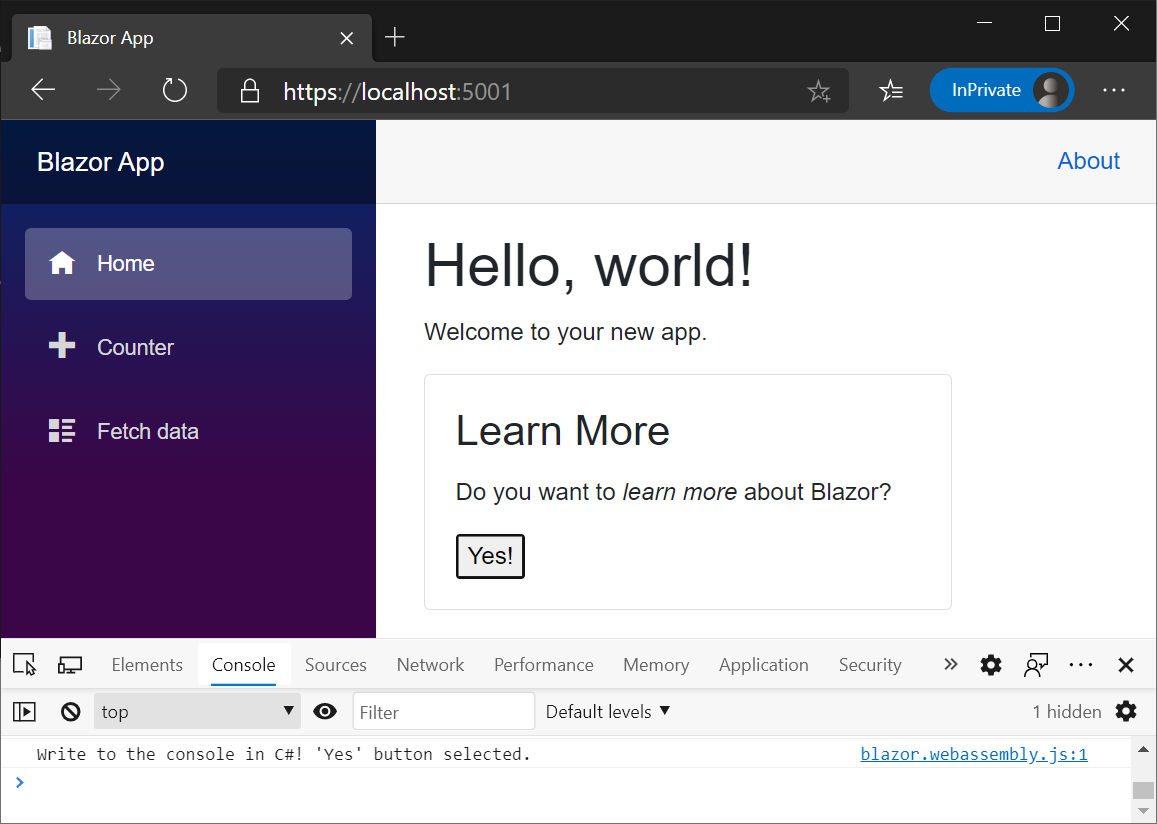 Blazor App
https://localhost:5001
InPrivate
Blazor App
About
Home
Counter
Fetch data
Hello, world!
Welcome to your new app.
Learn More
Do you want to learn more about Blazor?
Yes!
Elements Console Sources Network Performance Memory Application Security
top Filter Default levels 1 hidden
Write to the console in C#! 'Yes' button selected. blazor.webassembly.js:1